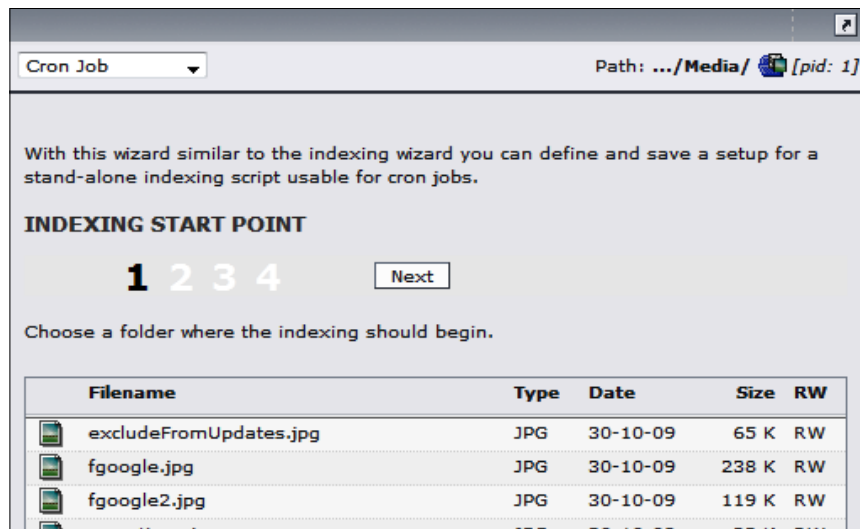 Cron Job
Path: .../Media/ [pid: 1]
With this wizard similar to the indexing wizard you can define and save a setup for a
stand-alone indexing script usable for cron jobs.
INDEXING START POINT
1 2 3 4 Next
Choose a folder where the indexing should begin.
Filename Type Date Size RW
excludeFromUpdates.jpg JPG 30-10-09 65 K RW
fgoogle.jpg JPG 30-10-09 238 K RW
fgoogle2.jpg JPG 30-10-09 119 K RW